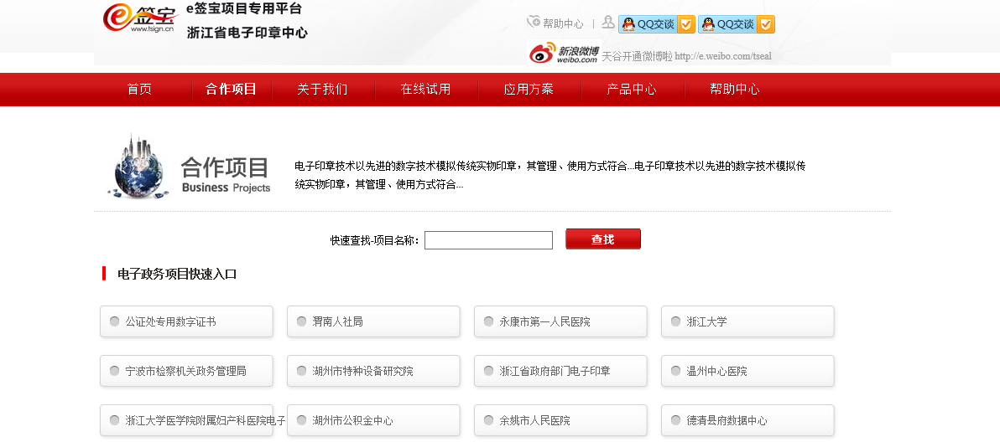 e签宝
www.tsign.cn
e签宝项目专用平台
浙江省电子印章中心
帮助中心 | QQ交谈 QQ交谈
新浪微博
weibo.com
天谷开通微博啦 http://e.weibo.com/tseal
首页 合作项目 关于我们 在线试用 应用方案 产品中心 帮助中心
合作项目
Business Projects
电子印章技术以先进的数字技术模拟传统实物印章，其管理、使用方式符合...电子印章技术以先进的数字技术模拟传
统实物印章，其管理、使用方式符合...
快速查找-项目名称： 查找
电子政务项目快速入口
公证处专用数字证书 渭南人社局 永康市第一人民医院 浙江大学
宁波市检察机关政务管理局 湖州市特种设备研究院 浙江省政府部门电子印章 温州中心医院
浙江大学医学院附属妇产科医院电子 湖州市公积金中心 余姚市人民医院 德清县府数据中心